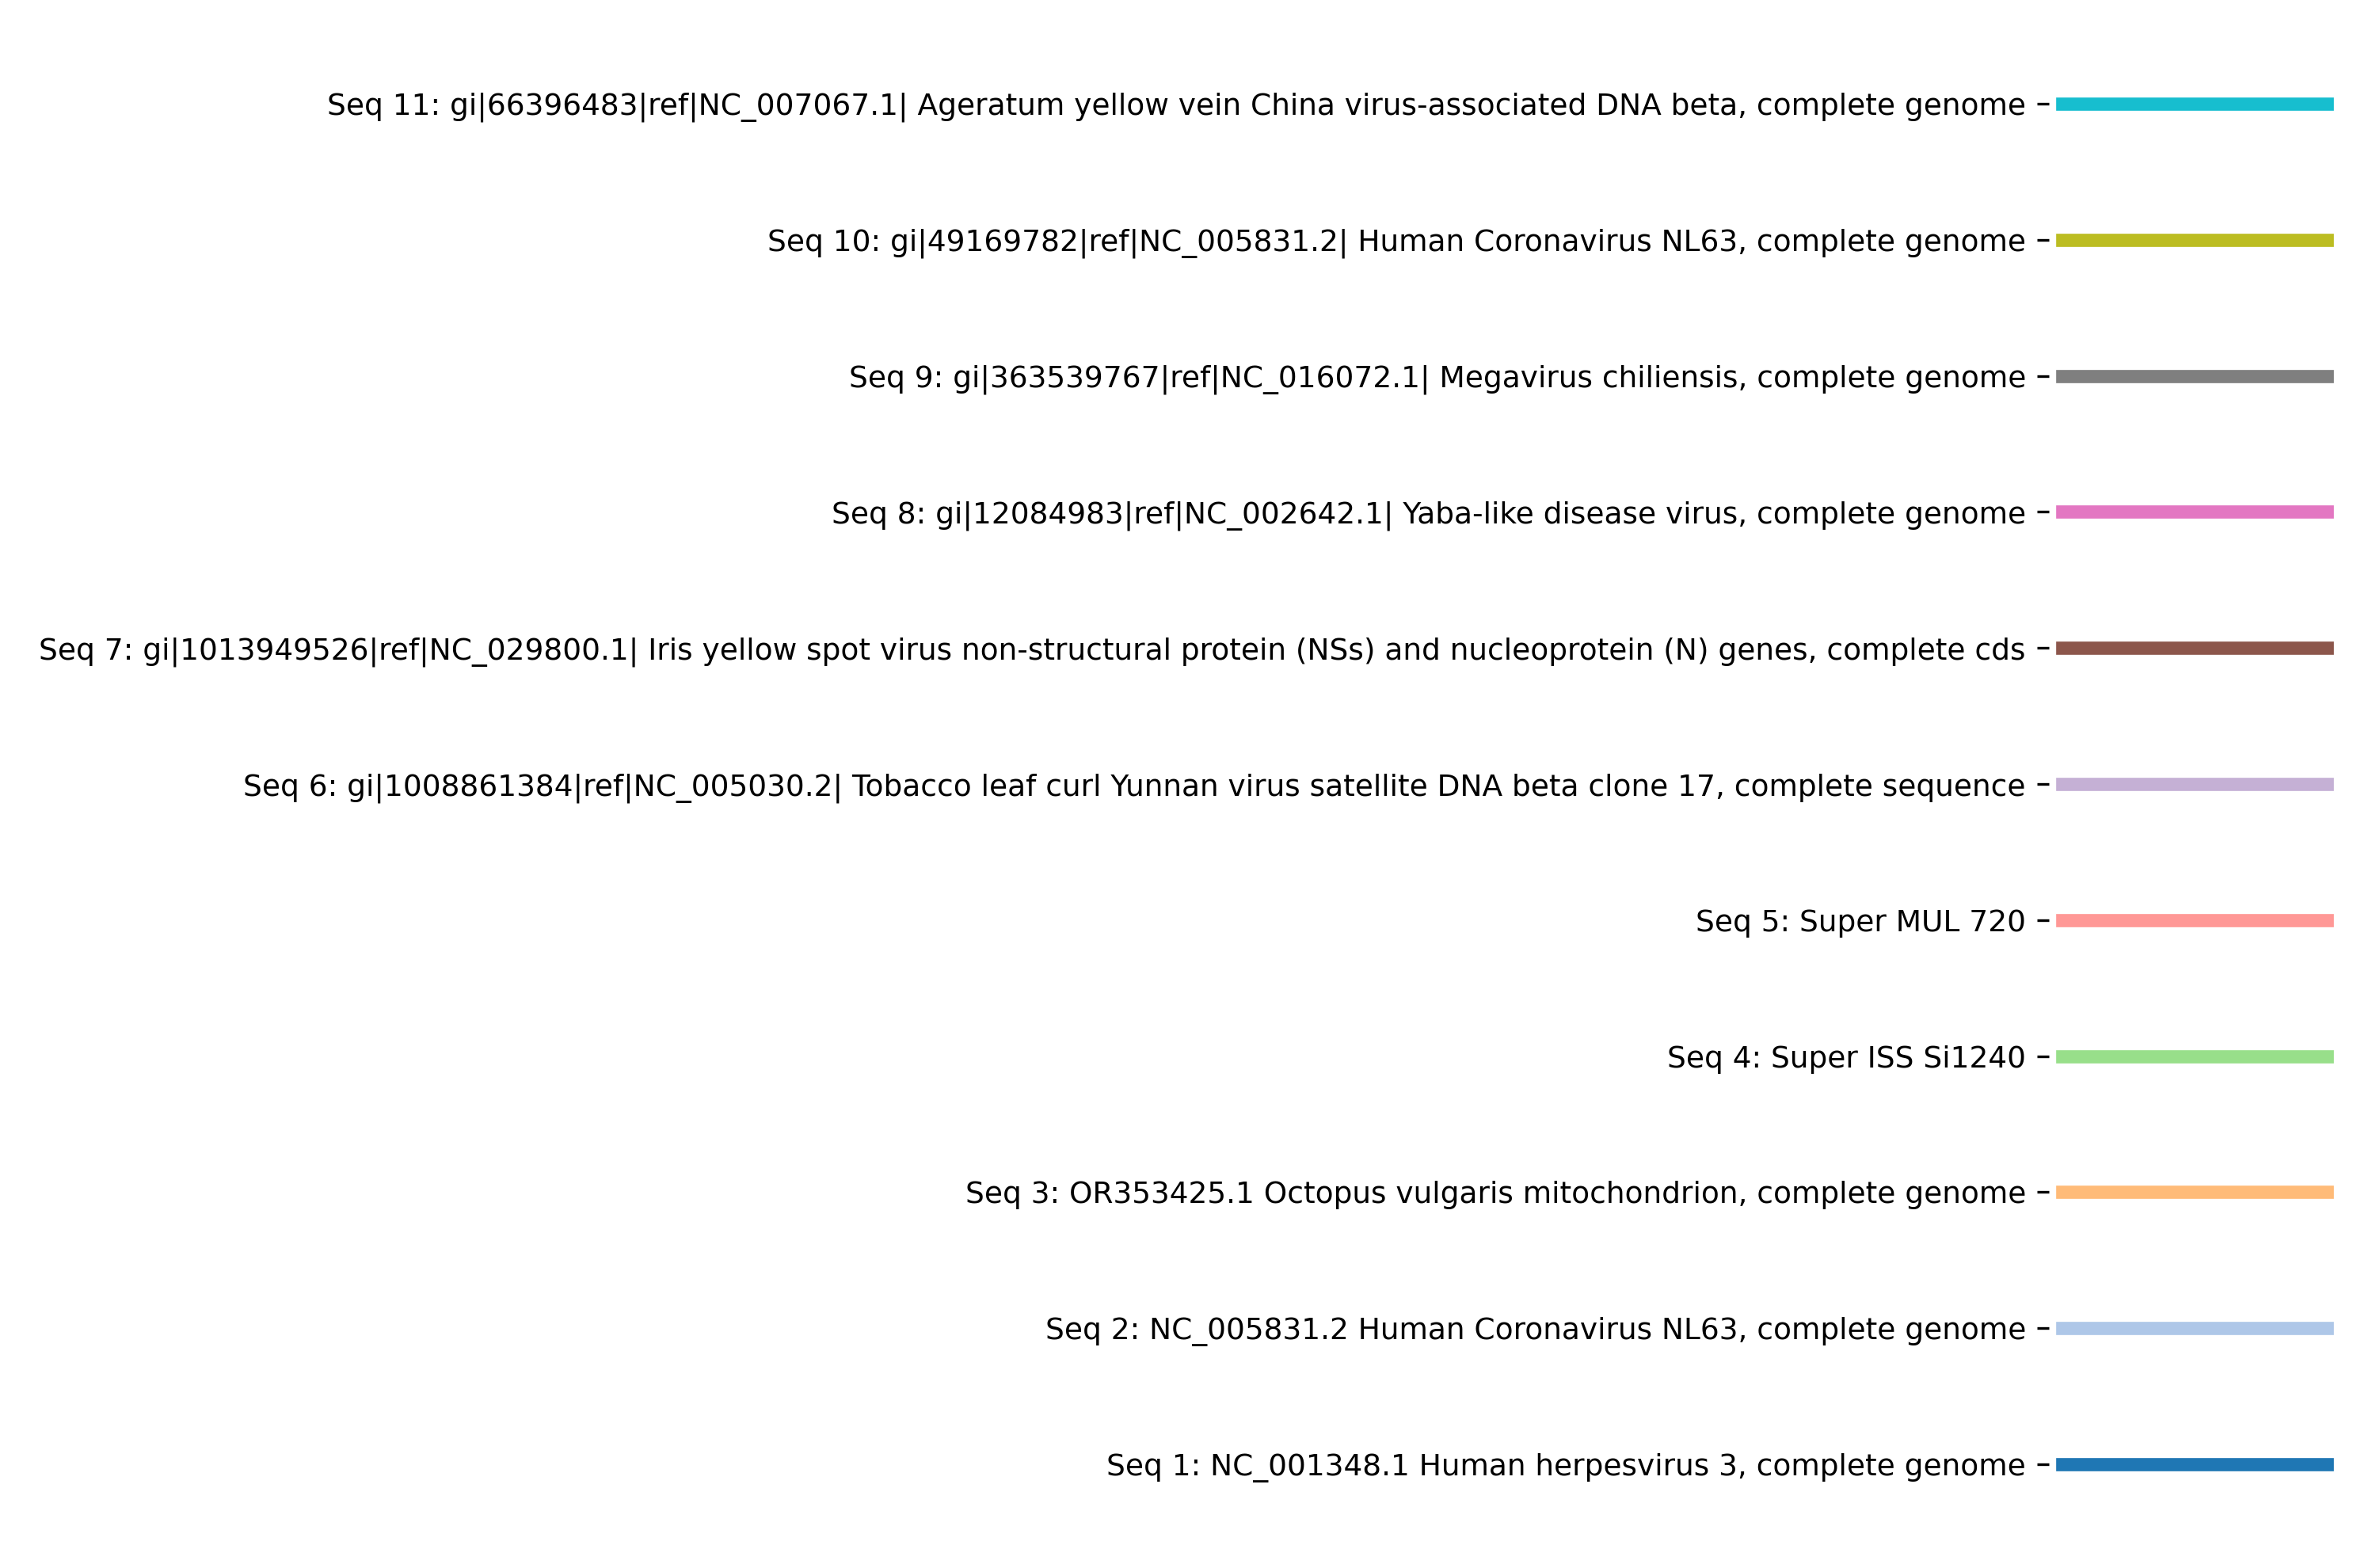 Seq 11: gi|66396483|ref|NC_007067.1| Ageratum yellow vein China virus-associated DNA beta, complete genome
Seq 10: gi|49169782|ref|NC_005831.2| Human Coronavirus NL63, complete genome
Seq 9: gi|363539767|ref|NC_016072.1| Megavirus chiliensis, complete genome
Seq 8: gi|12084983|ref|NC_002642.1| Yaba-like disease virus, complete genome
Seq 7: gi|1013949526|ref|NC_029800.1| Iris yellow spot virus non-structural protein (NSs) and nucleoprotein (N) genes, complete cds
Seq 6: gi|1008861384|ref|NC_005030.2| Tobacco leaf curl Yunnan virus satellite DNA beta clone 17, complete sequence
Seq 5: Super MUL 720
Seq 4: Super ISS Si1240
Seq 3: OR353425.1 Octopus vulgaris mitochondrion, complete genome
Seq 2: NC_005831.2 Human Coronavirus NL63, complete genome
Seq 1: NC_001348.1 Human herpesvirus 3, complete genome